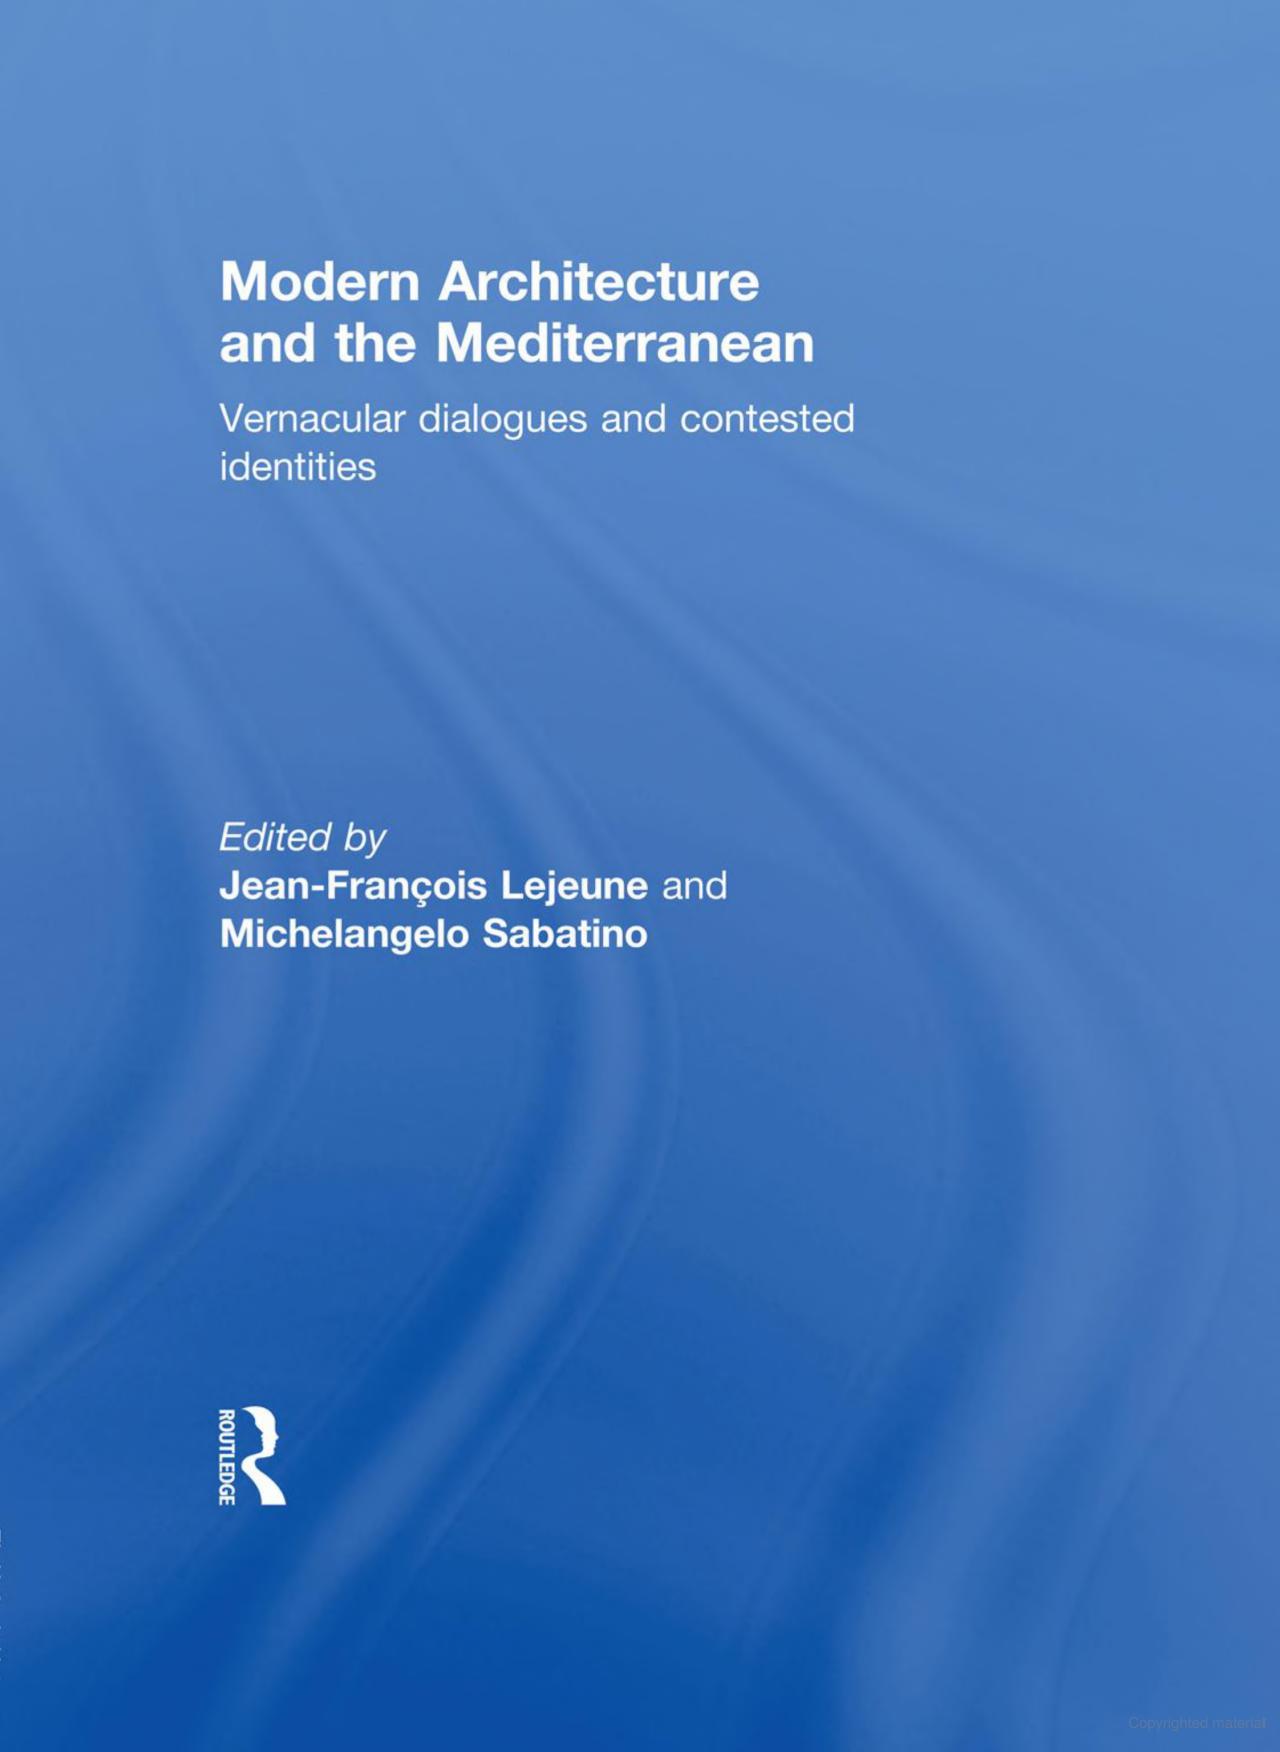 Modern Architecture
and the Mediterranean
Vernacular dialogues and contested
identities
Edited by
Jean-François Lejeune and
Michelangelo Sabatino
ROUTLEDGE
Copyrighted material